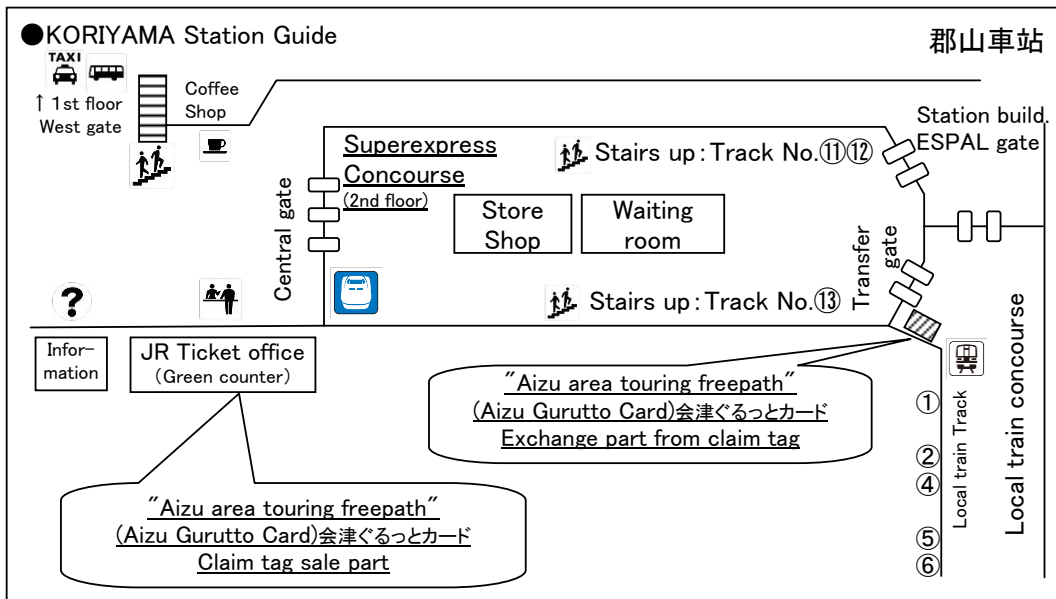 ●KORIYAMA Station Guide
郡山車站
TAXI
↑ 1st floor
West gate
Coffee
Shop
Station build.
ESPAL gate
Superexpress
Concourse
(2nd floor)
Stairs up：Track No.⑪⑫
Store
Shop
Waiting
room
Central gate
Transfer
gate
Stairs up：Track No.⑬
?
Infor-
mation
JR Ticket office
(Green counter)
"Aizu area touring freepath"
(Aizu Gurutto Card)会津ぐるっとカード
Exchange part from claim tag
"Aizu area touring freepath"
(Aizu Gurutto Card)会津ぐるっとカード
Claim tag sale part
①
②
④
⑤
⑥
Local train Track
Local train concourse